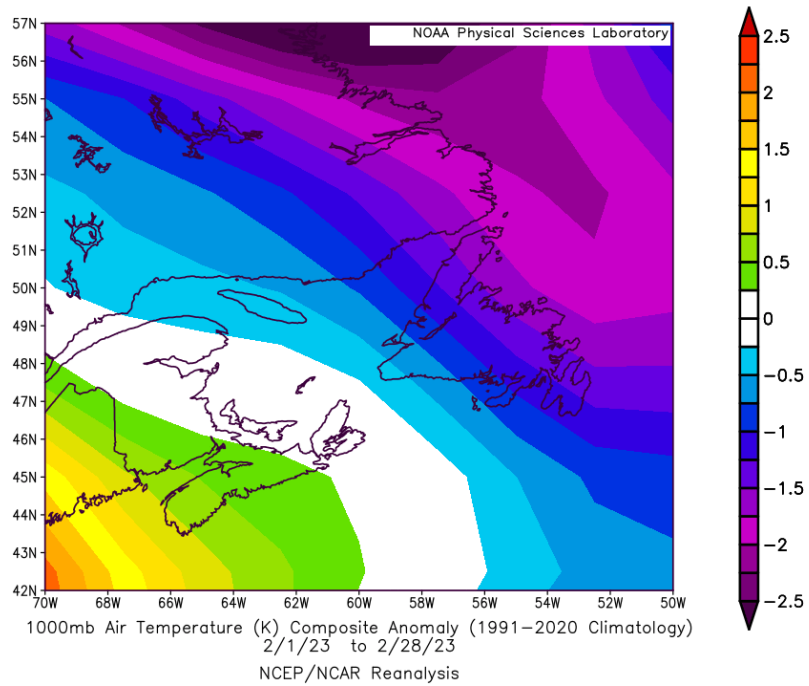 NOAA Physical Sciences Laboratory
57N
56N
55N
54N
53N
52N
51N
50N
49N
48N
47N
46N
45N
44N
43N
42N
70W 68W 66W 64W 62W 60W 58W 56W 54W 52W 50W
2.5
2
1.5
1
0.5
0
−0.5
−1
−1.5
−2
−2.5
1000mb Air Temperature (K) Composite Anomaly (1991-2020 Climatology)
2/1/23 to 2/28/23
NCEP/NCAR Reanalysis